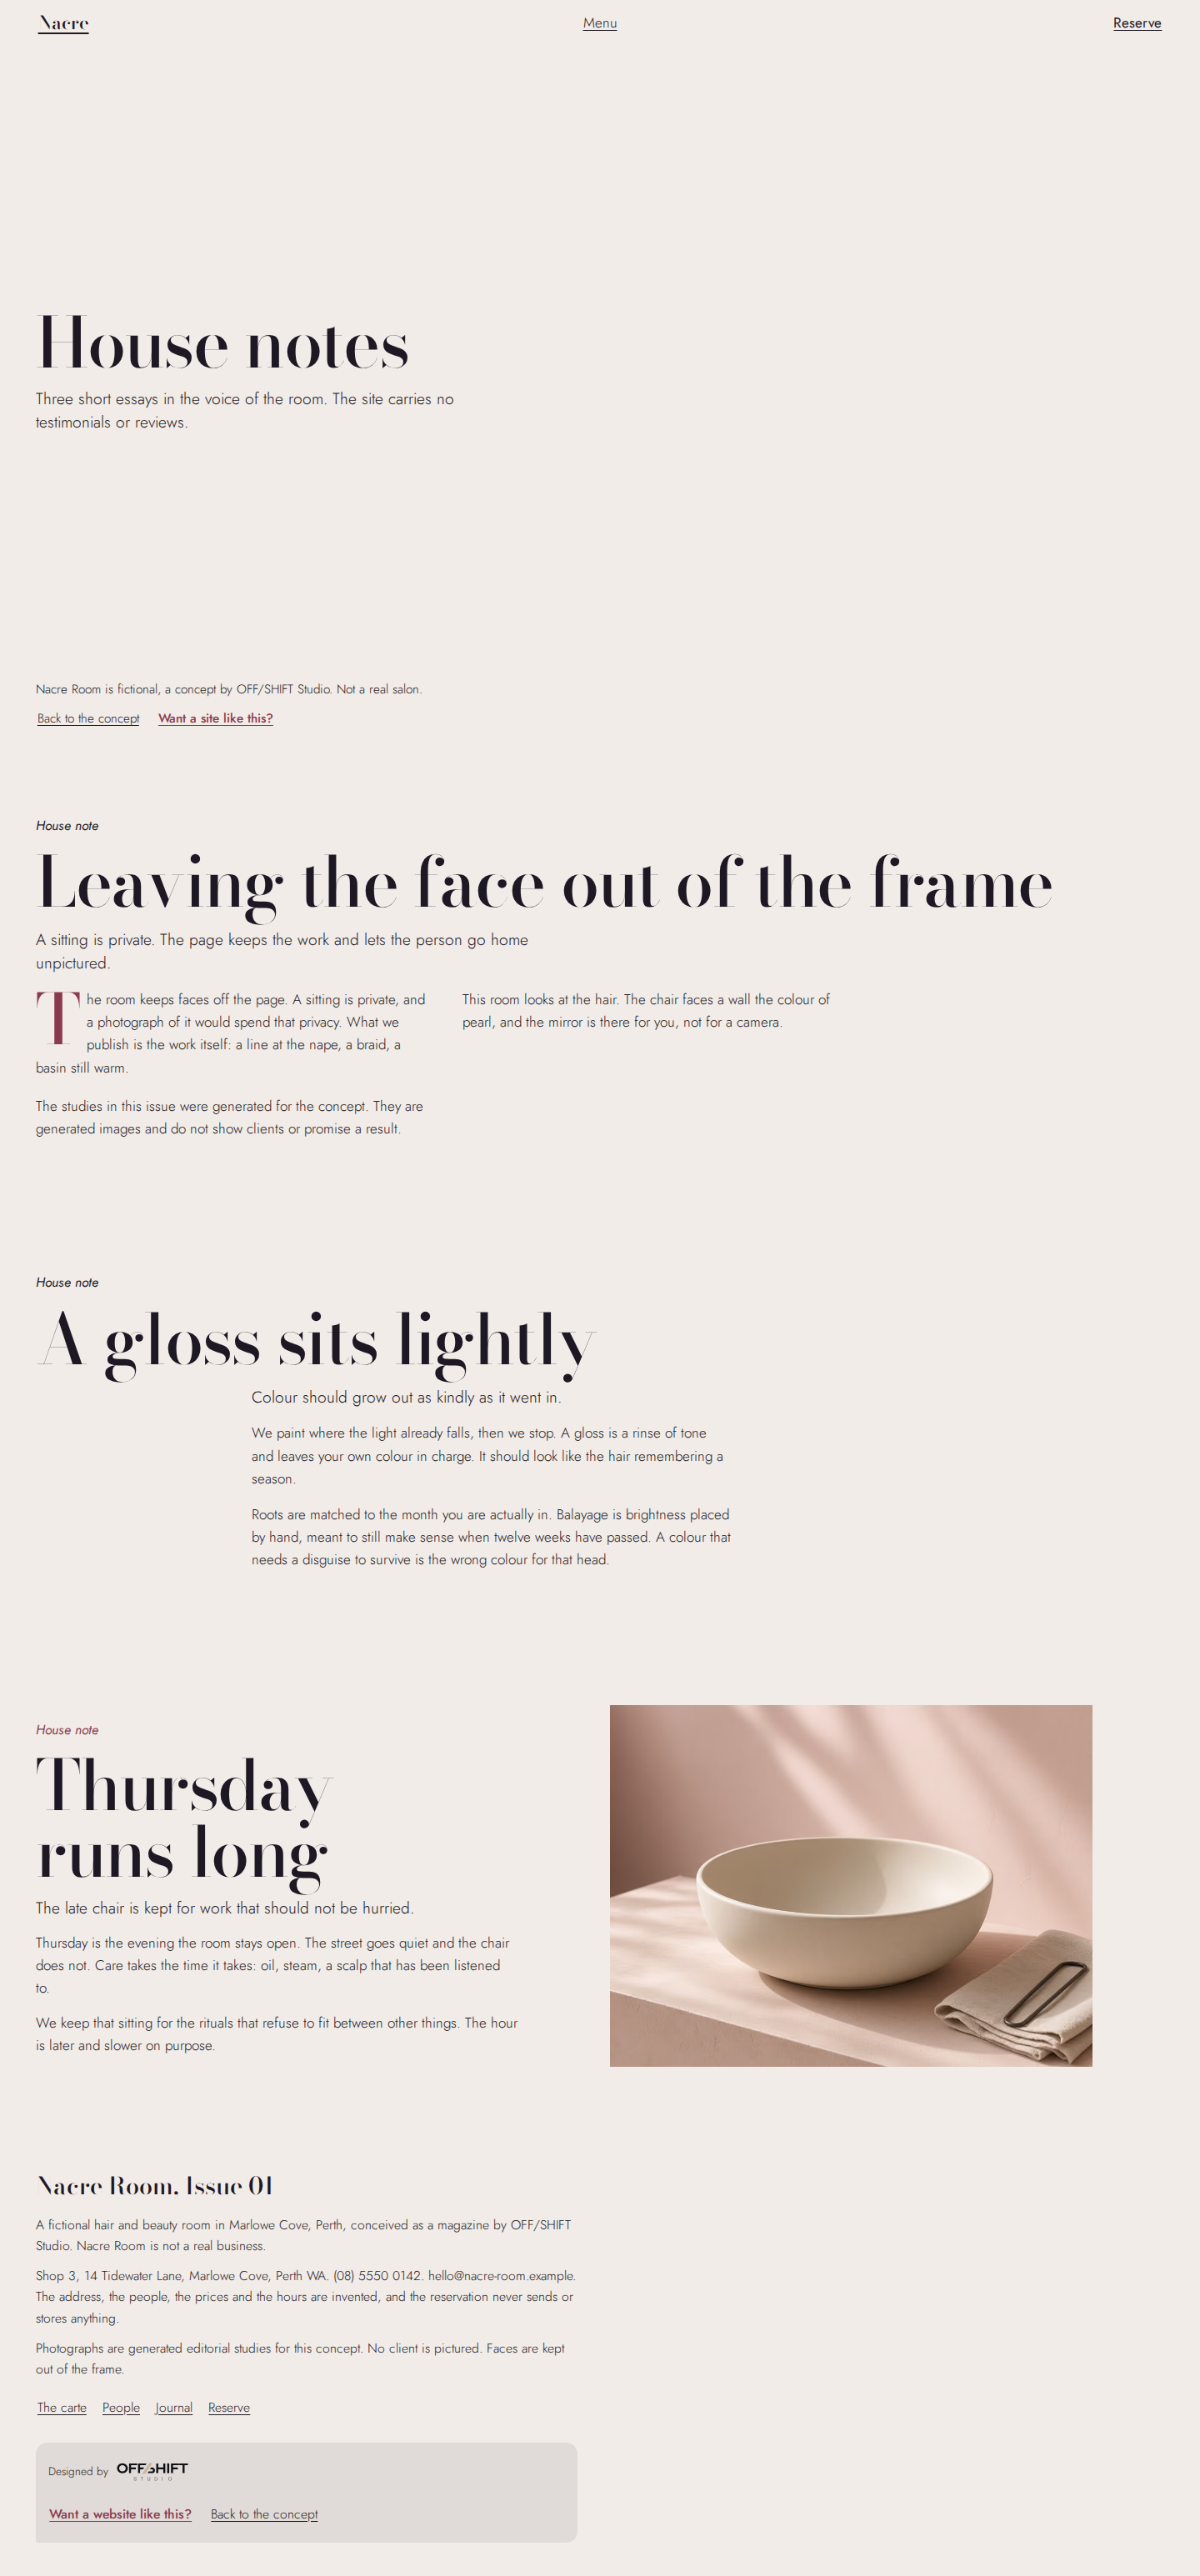 Nacre
Menu
Reserve
House notes
Three short essays in the voice of the room. The site carries no
testimonials or reviews.
Nacre Room is fictional, a concept by OFF/SHIFT Studio. Not a real salon.
Back to the concept
Want a site like this?
House note
Leaving the face out of the frame
A sitting is private. The page keeps the work and lets the person go home
unpictured.
The room keeps faces off the page. A sitting is private, and
a photograph of it would spend that privacy. What we
publish is the work itself: a line at the nape, a braid, a
basin still warm.
The studies in this issue were generated for the concept. They are
generated images and do not show clients or promise a result.
This room looks at the hair. The chair faces a wall the colour of
pearl, and the mirror is there for you, not for a camera.
House note
A gloss sits lightly
Colour should grow out as kindly as it went in.
We paint where the light already falls, then we stop. A gloss is a rinse of tone
and leaves your own colour in charge. It should look like the hair remembering a
season.
Roots are matched to the month you are actually in. Balayage is brightness placed
by hand, meant to still make sense when twelve weeks have passed. A colour that
needs a disguise to survive is the wrong colour for that head.
House note
Thursday
runs long
The late chair is kept for work that should not be hurried.
Thursday is the evening the room stays open. The street goes quiet and the chair
does not. Care takes the time it takes: oil, steam, a scalp that has been listened
to.
We keep that sitting for the rituals that refuse to fit between other things. The hour
is later and slower on purpose.
Nacre Room, Issue 01
A fictional hair and beauty room in Marlowe Cove, Perth, conceived as a magazine by OFF/SHIFT
Studio. Nacre Room is not a real business.
Shop 3, 14 Tidewater Lane, Marlowe Cove, Perth WA. (08) 5550 0142. hello@nacre-room.example.
The address, the people, the prices and the hours are invented, and the reservation never sends or
stores anything.
Photographs are generated editorial studies for this concept. No client is pictured. Faces are kept
out of the frame.
The carte
People
Journal
Reserve
Designed by
OFF/SHIFT
STUDIO
Want a website like this?
Back to the concept